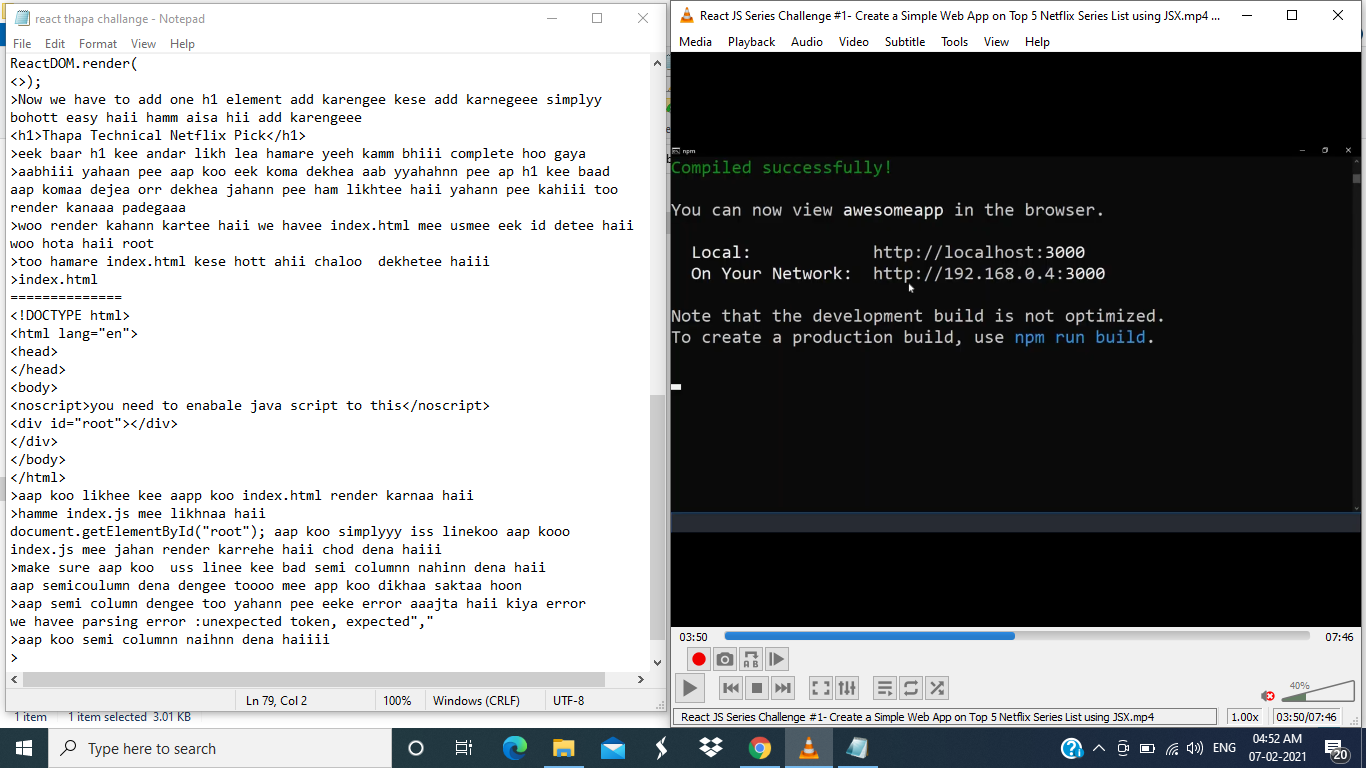 react thapa challange - Notepad
File Edit Format View Help
ReactDOM.render(
<>);
>Now we have to add one h1 element add karengee kese add karnegeee simplyy
bohott easy haii hamm aisa hii add karengeee
<h1>Thapa Technical Netflix Pick</h1>
>eek baar h1 kee andar likh lea hamare yeeh kamm bhiii complete hoo gaya
>aabhiii yahaan pee aap koo eek koma dekhea aab yyahahnn pee ap h1 kee baad
aap komaa dejea orr dekhea jahann pee ham likhtee haii yahann pee kahiii too
render kanaaa padegaaa
>woo render kahann kartee haii we havee index.html mee usmee eek id detee haii
woo hota haii root
>too hamare index.html kese hott ahii chaloo  dekhetee haiii
>index.html
==============
<!DOCTYPE html>
<html lang="en">
<head>
</head>
<body>
<noscript>you need to enabale java script to this</noscript>
<div id="root"></div>
</div>
</body>
</html>
>aap koo likhee kee aapp koo index.html render karnaa haii
>hamme index.js mee likhnaa haii
document.getElementById("root"); aap koo simplyyy iss linekoo aap kooo
index.js mee jahan render karrehe haii chod dena haiii
>make sure aap koo  uss linee kee bad semi columnn nahinn dena haii
aap semicoulumn dena dengee toooo mee app koo dikhaa saktaa hoon
>aap semi column dengee too yahann pee eeke error aaajta haii kiya error
we havee parsing error :unexpected token, expected","
>aap koo semi columnn naihnn dena haiiii
>
Ln 79, Col 2 100% Windows (CRLF) UTF-8
1 item 1 item selected 3.01 KB
React JS Series Challenge #1- Create a Simple Web App on Top 5 Netflix Series List using JSX.mp4 ...
Media Playback Audio Video Subtitle Tools View Help
npm
Compiled successfully!
You can now view awesomeapp in the browser.
Local: http://localhost:3000
On Your Network: http://192.168.0.4:3000
Note that the development build is not optimized.
To create a production build, use npm run build.
03:50 07:46
40%
React JS Series Challenge #1- Create a Simple Web App on Top 5 Netflix Series List using JSX.mp4 1.00x 03:50/07:46
Type here to search
ENG
04:52 AM
07-02-2021
20